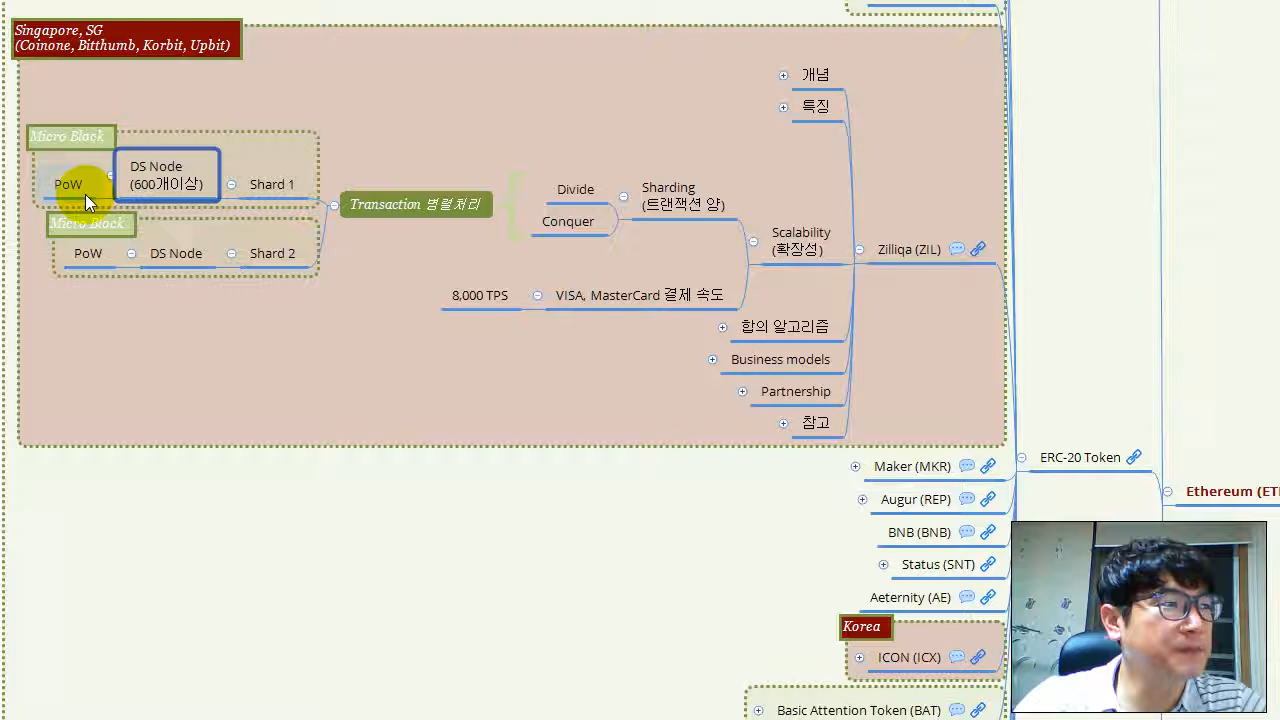 Singapore, SG
(Coinone, Bitthumb, Korbit, Upbit)
개념
특징
Micro Block
DS Node
(600개이상)
PoW
Shard 1
Micro Block
PoW
DS Node
Shard 2
Transaction 병렬처리
Divide
Conquer
Sharding
(트랜잭션 양)
Scalability
(확장성)
Zilliqa (ZIL)
8,000 TPS
VISA, MasterCard 결제 속도
합의 알고리즘
Business models
Partnership
참고
Maker (MKR)
ERC-20 Token
Augur (REP)
Ethereum (ET
BNB (BNB)
Status (SNT)
Aeternity (AE)
Korea
ICON (ICX)
Basic Attention Token (BAT)